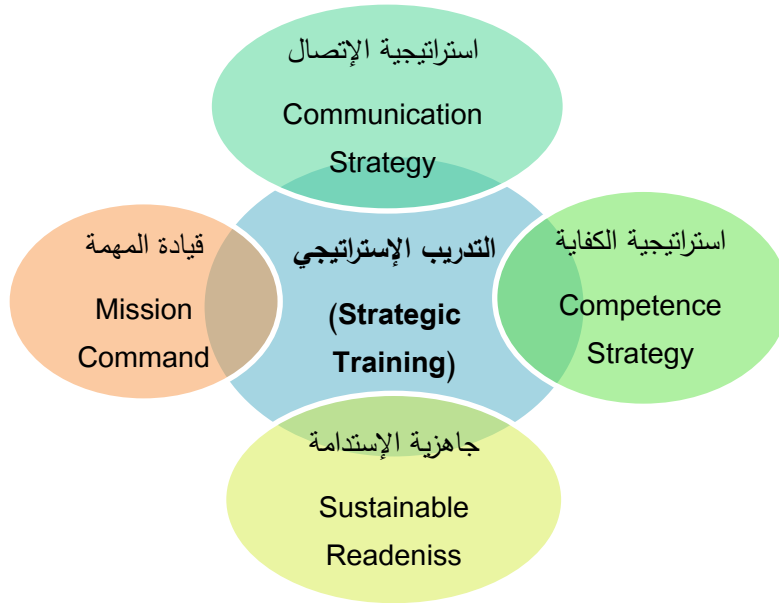 استراتيجية الإتصال
Communication
Strategy
قيادة المهمة
Mission
Command
التدريب الإستراتيجي
(Strategic
Training)
استراتيجية الكفاية
Competence
Strategy
جاهزية الإستدامة
Sustainable
Readeniss